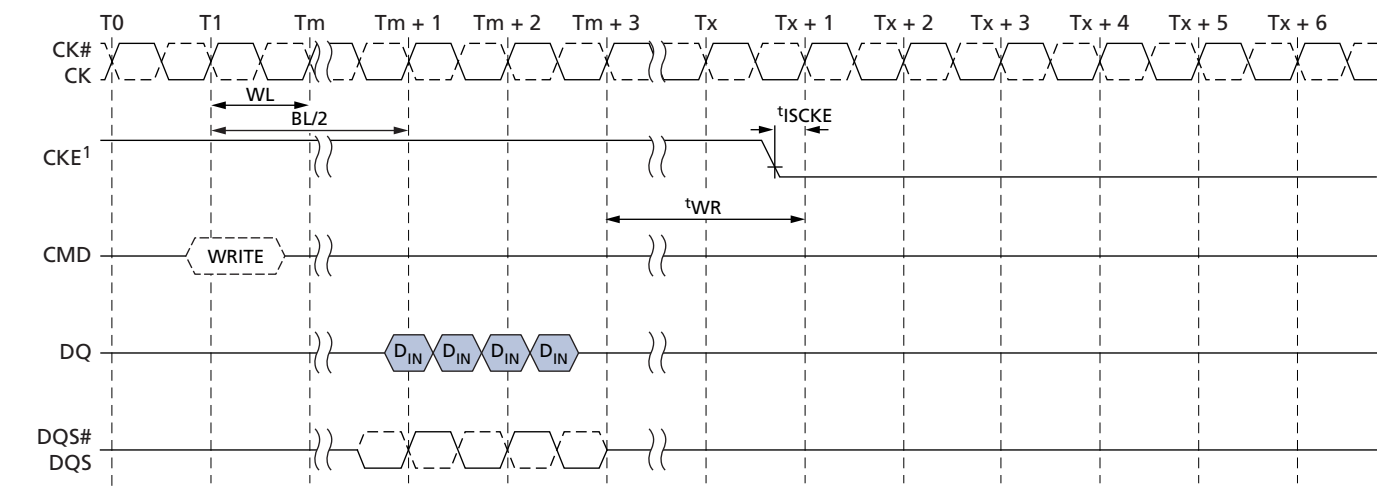 T0 T1 Tm Tm + 1 Tm + 2 Tm + 3 Tx Tx + 1 Tx + 2 Tx + 3 Tx + 4 Tx + 5 Tx + 6
CK#
CK
WL
BL/2
tISCKE
CKE1
tWR
CMD WRITE
DQ DIN DIN DIN DIN
DQS#
DQS